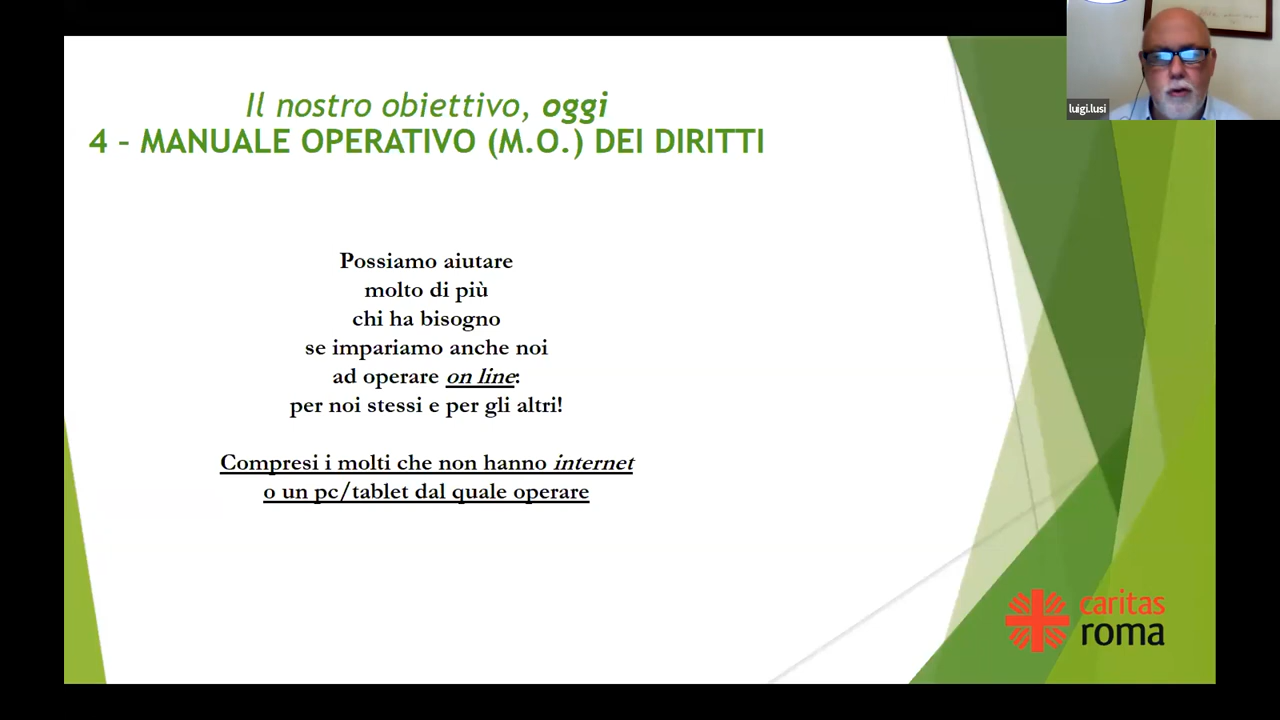 luigi.lusi
Il nostro obiettivo, oggi
4 - MANUALE OPERATIVO (M.O.) DEI DIRITTI
Possiamo aiutare
molto di più
chi ha bisogno
se impariamo anche noi
ad operare on line:
per noi stessi e per gli altri!
Compresi i molti che non hanno internet
o un pc/tablet dal quale operare
caritas
roma